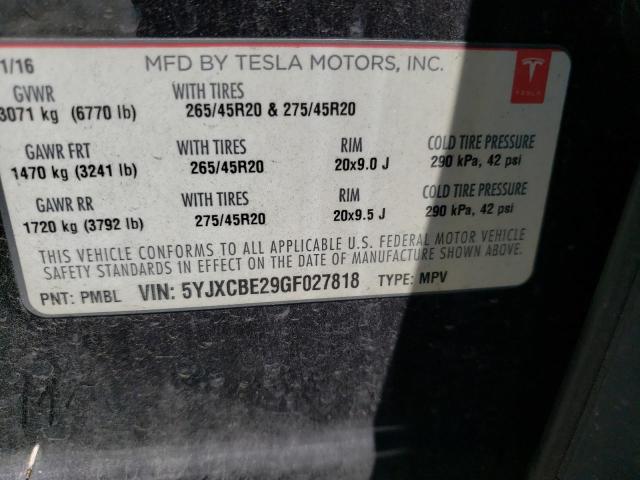 1/16 MFD BY TESLA MOTORS, INC.
TESLA
GVWR WITH TIRES
3071 kg (6770 lb) 265/45R20 & 275/45R20
GAWR FRT WITH TIRES RIM COLD TIRE PRESSURE
1470 kg (3241 lb) 265/45R20 20x9.0 J 290 kPa, 42 psi
GAWR RR WITH TIRES RIM COLD TIRE PRESSURE
1720 kg (3792 lb) 275/45R20 20x9.5 J 290 kPa, 42 psi
THIS VEHICLE CONFORMS TO ALL APPLICABLE U.S. FEDERAL MOTOR VEHICLE
SAFETY STANDARDS IN EFFECT ON THE DATE OF MANUFACTURE SHOWN ABOVE.
PNT: PMBL VIN: 5YJXCBE29GF027818 TYPE: MPV